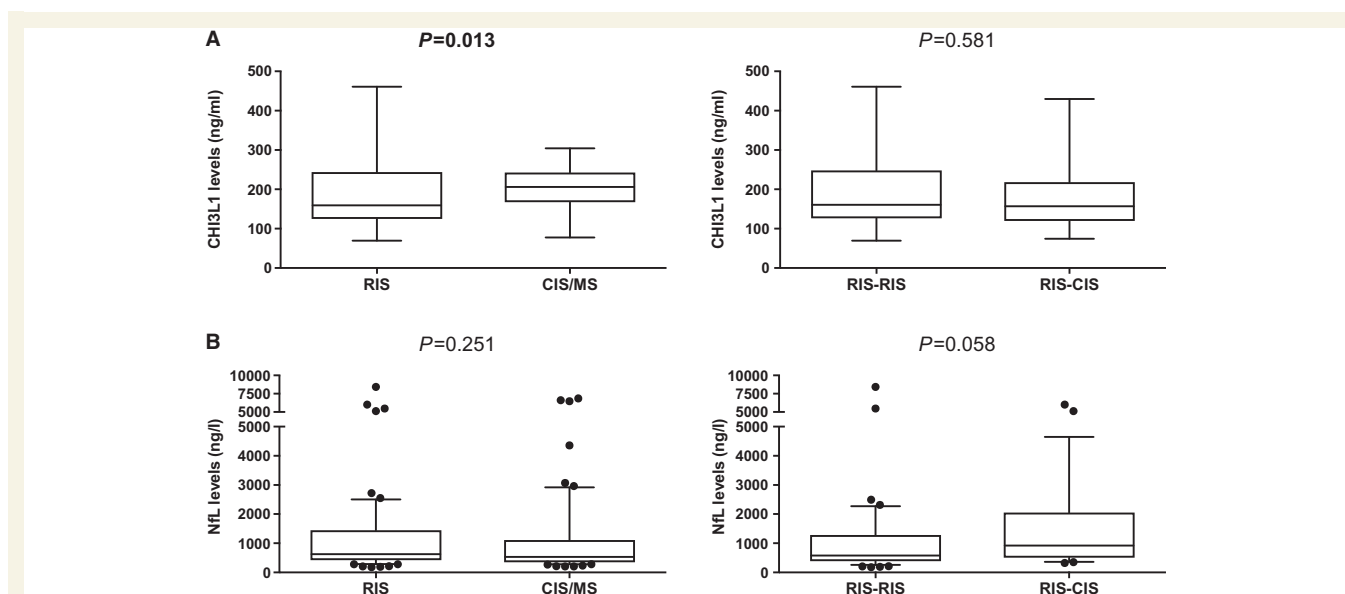 A
P=0.013
P=0.581
CHI3L1 levels (ng/ml)
500
400
300
200
100
0
RIS
CIS/MS
CHI3L1 levels (ng/ml)
500
400
300
200
100
0
RIS-RIS
RIS-CIS
B
P=0.251
P=0.058
NfL levels (ng/l)
10000
7500
5000
5000
4000
3000
2000
1000
0
RIS
CIS/MS
NfL levels (ng/l)
10000
7500
5000
5000
4000
3000
2000
1000
0
RIS-RIS
RIS-CIS